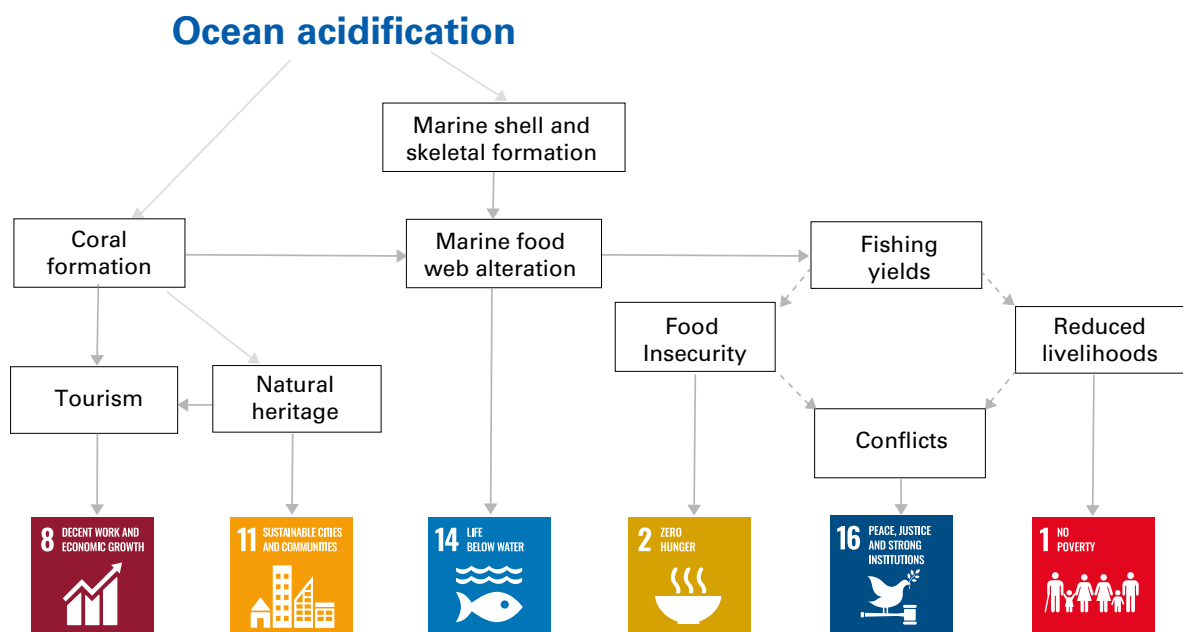 Ocean acidification
Marine shell and
skeletal formation
Coral
formation
Marine food
web alteration
Fishing
yields
Food
Insecurity
Reduced
livelihoods
Tourism
Natural
heritage
Conflicts
8 DECENT WORK AND
ECONOMIC GROWTH
11 SUSTAINABLE CITIES
AND COMMUNITIES
14 LIFE
BELOW WATER
2 ZERO
HUNGER
16 PEACE, JUSTICE
AND STRONG
INSTITUTIONS
1 NO
POVERTY